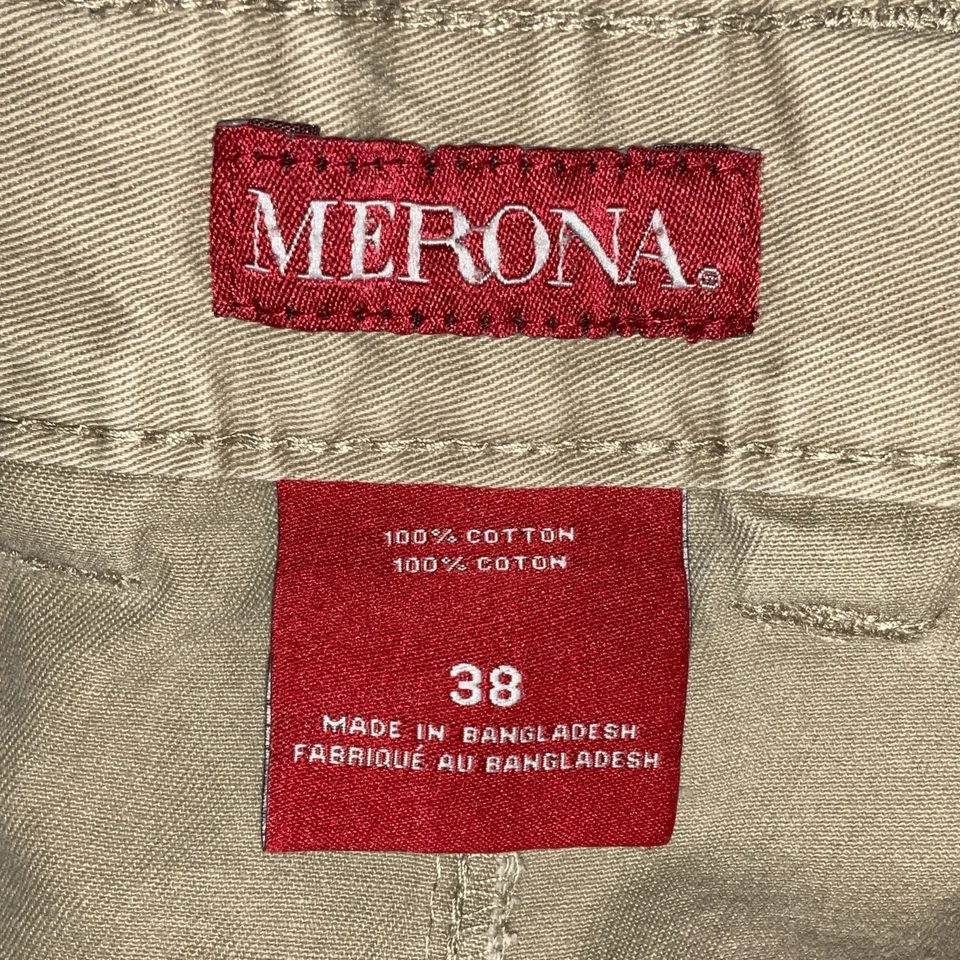 MERONA®
100% COTTON
100% COTON
38
MADE IN BANGLADESH
FABRIQUÉ AU BANGLADESH